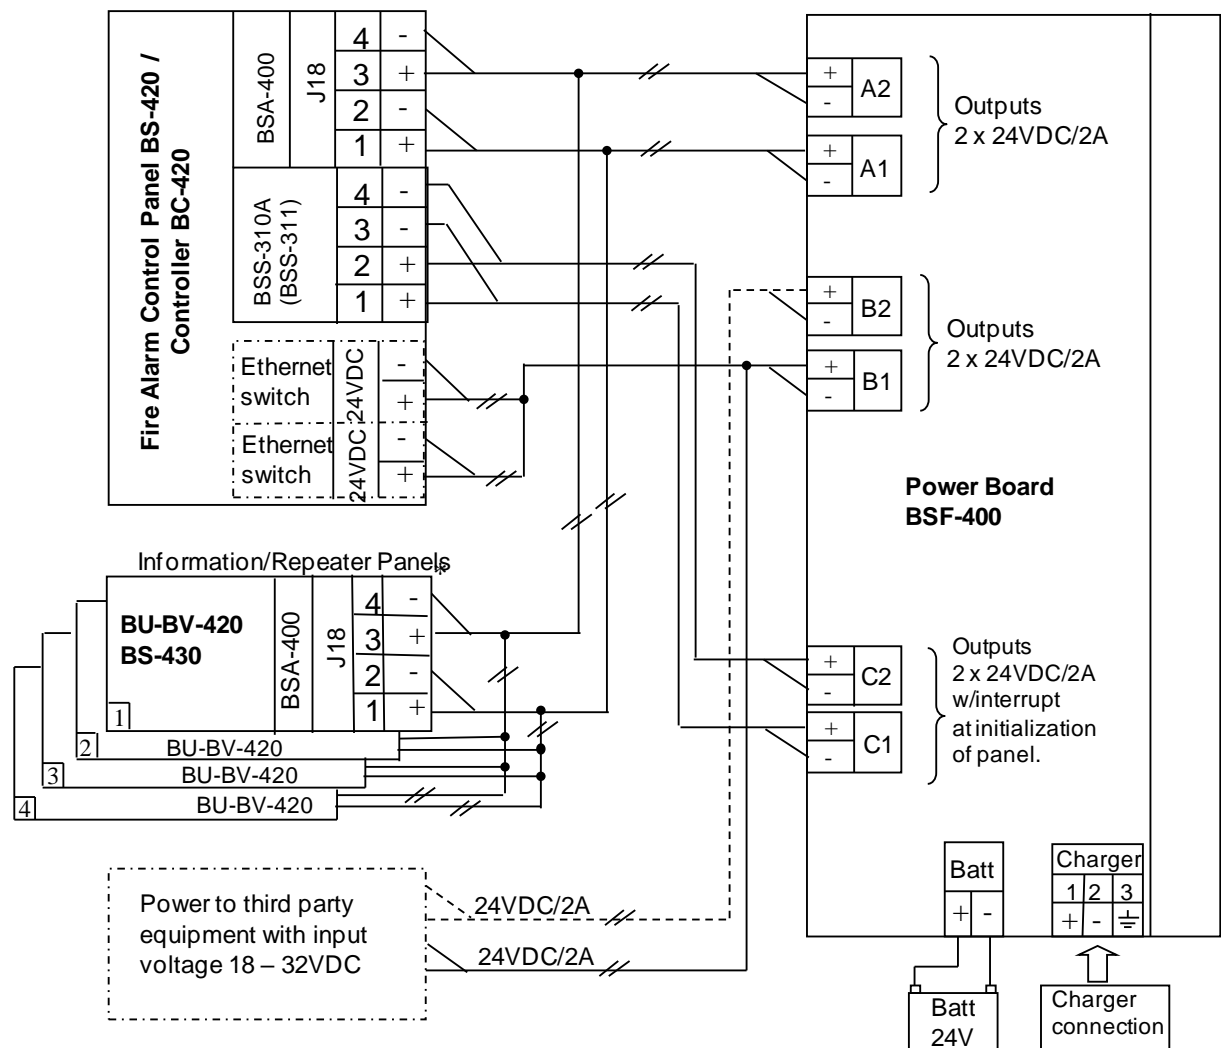 Fire Alarm Control Panel BS-420 /
Controller BC-420
BSA-400
J18
4 -
3 +
2 -
1 +
BSS-310A
(BSS-311)
4 -
3 -
2 +
1 +
Ethernet
switch
24VDC
-
+
Ethernet
switch
24VDC
-
+
+
-
A2
+
-
A1
Outputs
2 x 24VDC/2A
+
-
B2
+
-
B1
Outputs
2 x 24VDC/2A
Power Board
BSF-400
Information/Repeater Panels*
BU-BV-420
BS-430
BSA-400
J18
4 -
3 +
2 -
1 +
1
2 BU-BV-420
3 BU-BV-420
4 BU-BV-420
+
-
C2
+
-
C1
Outputs
2 x 24VDC/2A
w/interrupt
at initialization
of panel.
Power to third party
equipment with input
voltage 18 – 32VDC
24VDC/2A
24VDC/2A
Batt
+ -
Charger
1 2 3
+ -
Batt
24V
Charger
connection